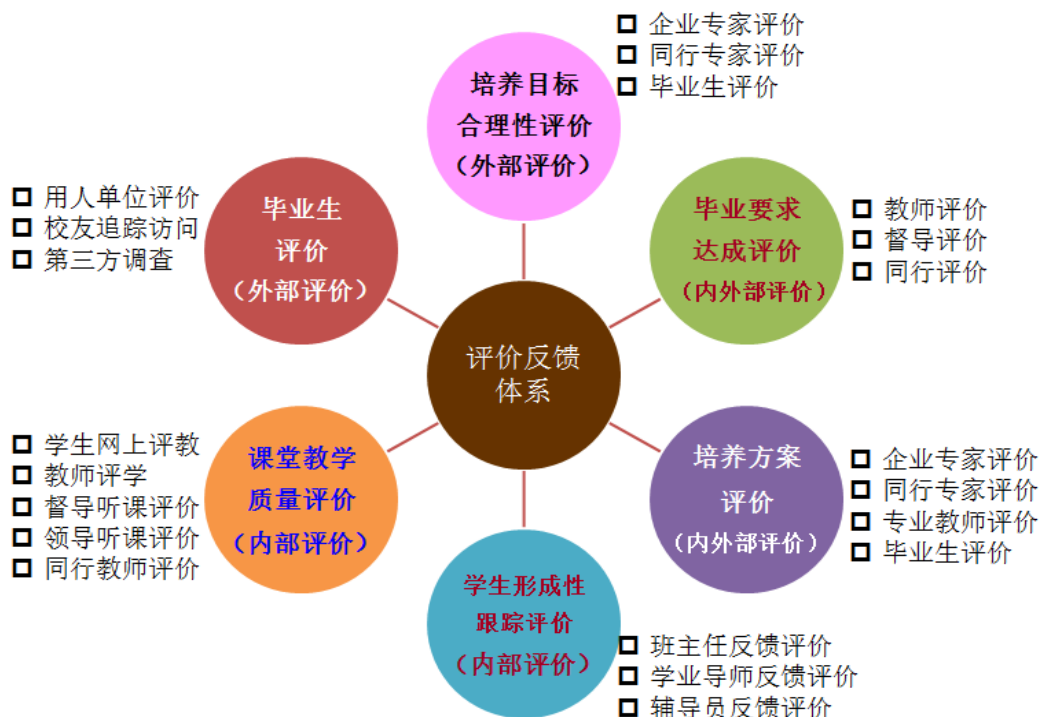 培养目标
合理性评价
（外部评价）
企业专家评价
同行专家评价
毕业生评价
毕业要求
达成评价
（内外部评价）
教师评价
督导评价
同行评价
培养方案
评价
（内外部评价）
企业专家评价
同行专家评价
专业教师评价
毕业生评价
学生形成性
跟踪评价
（内部评价）
班主任反馈评价
学业导师反馈评价
辅导员反馈评价
课堂教学
质量评价
（内部评价）
学生网上评教
教师评学
督导听课评价
领导听课评价
同行教师评价
毕业生
评价
（外部评价）
用人单位评价
校友追踪访问
第三方调查
评价反馈
体系